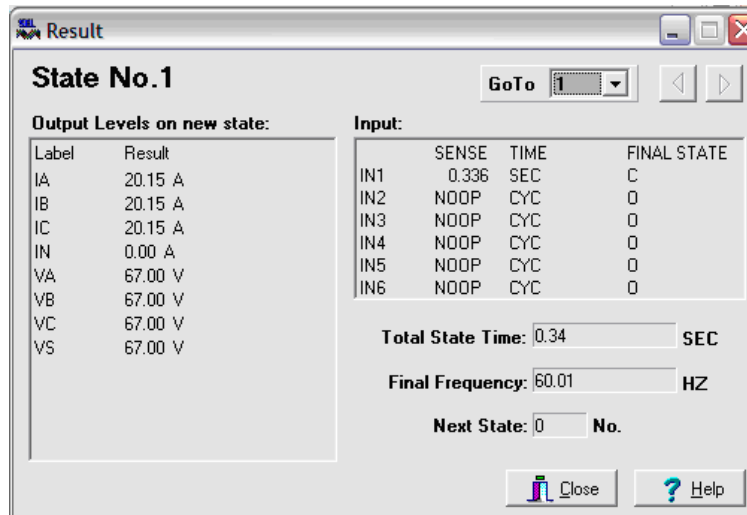 SEL Result
State No.1
GoTo 1
Output Levels on new state:
Label Result
IA 20.15 A
IB 20.15 A
IC 20.15 A
IN 0.00 A
VA 67.00 V
VB 67.00 V
VC 67.00 V
VS 67.00 V
Input:
SENSE TIME FINAL STATE
IN1 0.336 SEC C
IN2 NOOP CYC O
IN3 NOOP CYC O
IN4 NOOP CYC O
IN5 NOOP CYC O
IN6 NOOP CYC O
Total State Time: 0.34 SEC
Final Frequency: 60.01 HZ
Next State: 0 No.
Close Help